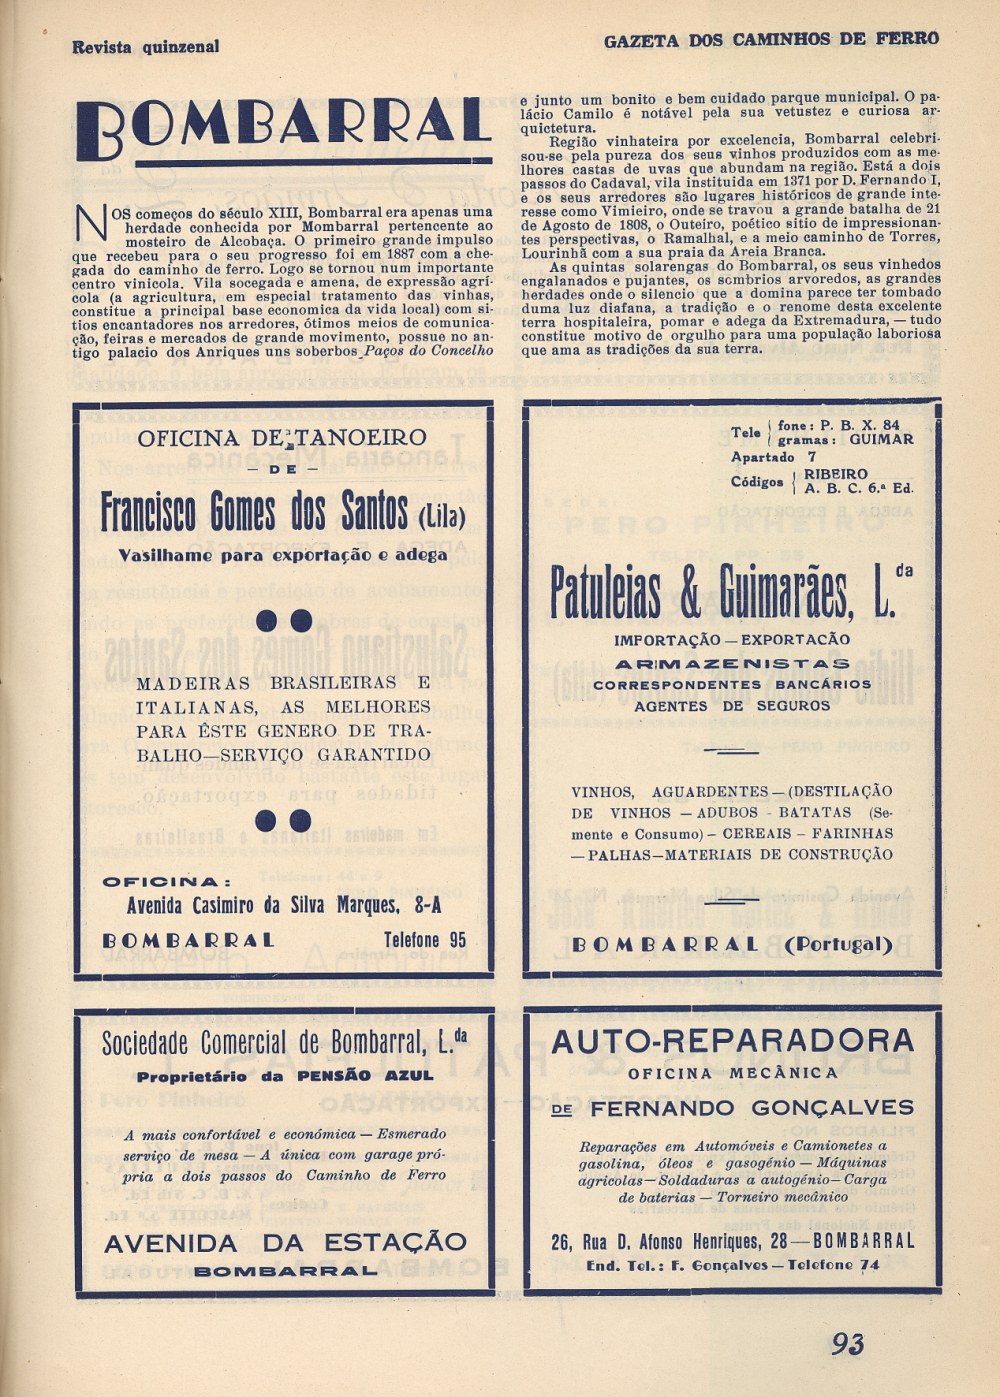 Revista quinzenal
GAZETA DOS CAMINHOS DE FERRO
BOMBARRAL
NOS começos do século XIII, Bombarral era apenas uma
herdade conhecida por Mombarral pertencente ao
mosteiro de Alcobaça. O primeiro grande impulso
que recebeu para o seu progresso foi em 1887 com a che-
gada do caminho de ferro. Logo se tornou num importante
centro vinicola. Vila socegada e amena, de expressão agrí-
cola (a agricultura, em especial tratamento das vinhas,
constitue a principal base economica da vida local) com sí-
tios encantadores nos arredores, ótimos meios de comunica-
ção, feiras e mercados de grande movimento, possue no an-
tigo palacio dos Anriques uns soberbos Paços do Concelho
e junto um bonito e bem cuidado parque municipal. O pa-
lácio Camilo é notável pela sua vetustez e curiosa ar-
quictetura.
Região vinhateira por excelencia, Bombarral celebri-
sou-se pela pureza dos seus vinhos produzidos com as me-
lhores castas de uvas que abundam na região. Está a dois
passos do Cadaval, vila instituida em 1371 por D. Fernando I,
e os seus arredores são lugares históricos de grande inte-
resse como Vimieiro, onde se travou a grande batalha de 21
de Agosto de 1808, o Outeiro, poético sitio de impressionan-
tes perspectivas, o Ramalhal, e a meio caminho de Torres,
Lourinhã com a sua praia da Areia Branca.
As quintas solarengas do Bombarral, os seus vinhedos
engalanados e pujantes, os sombrios arvoredos, as grandes
herdades onde o silencio que a domina parece ter tombado
duma luz diafana, a tradição e o renome desta excelente
terra hospitaleira, pomar e adega da Extremadura, — tudo
constitue motivo de orgulho para uma população laboriosa
que ama as tradições da sua terra.
OFICINA DE TANOEIRO
— DE —
Francisco Gomes dos Santos (Lila)
Vasilhame para exportação e adega
MADEIRAS BRASILEIRAS E
ITALIANAS, AS MELHORES
PARA ÊSTE GENERO DE TRA-
BALHO—SERVIÇO GARANTIDO
OFICINA:
Avenida Casimiro da Silva Marques, 8-A
BOMBARRAL Telefone 95
Tele { fone: P. B. X. 84
gramas: GUIMAR
Apartado 7
Códigos { RIBEIRO
A. B. C. 6.ª Ed.
Patuleias & Guimarães, L.da
IMPORTAÇÃO — EXPORTACÃO
ARMAZENISTAS
CORRESPONDENTES BANCÁRIOS
AGENTES DE SEGUROS
VINHOS, AGUARDENTES — (DESTILAÇÃO
DE VINHOS — ADUBOS - BATATAS (Se-
mente e Consumo) – CEREAIS – FARINHAS
—PALHAS—MATERIAIS DE CONSTRUÇÃO
BOMBARRAL (Portugal)
Sociedade Comercial de Bombarral, L.da
Proprietário da PENSÃO AZUL
A mais confortável e económica — Esmerado
serviço de mesa — A única com garage pró-
pria a dois passos do Caminho de Ferro
AVENIDA DA ESTAÇÃO
BOMBARRAL
AUTO-REPARADORA
OFICINA MECÂNICA
DE FERNANDO GONÇALVES
Reparações em Automóveis e Camionetes a
gasolina, óleos e gasogénio — Máquinas
agricolas — Soldaduras a autogénio — Carga
de baterias — Torneiro mecânico
26, Rua D. Afonso Henriques, 28 — BOMBARRAL
End. Tel.: F. Gonçalves — Telefone 74
93